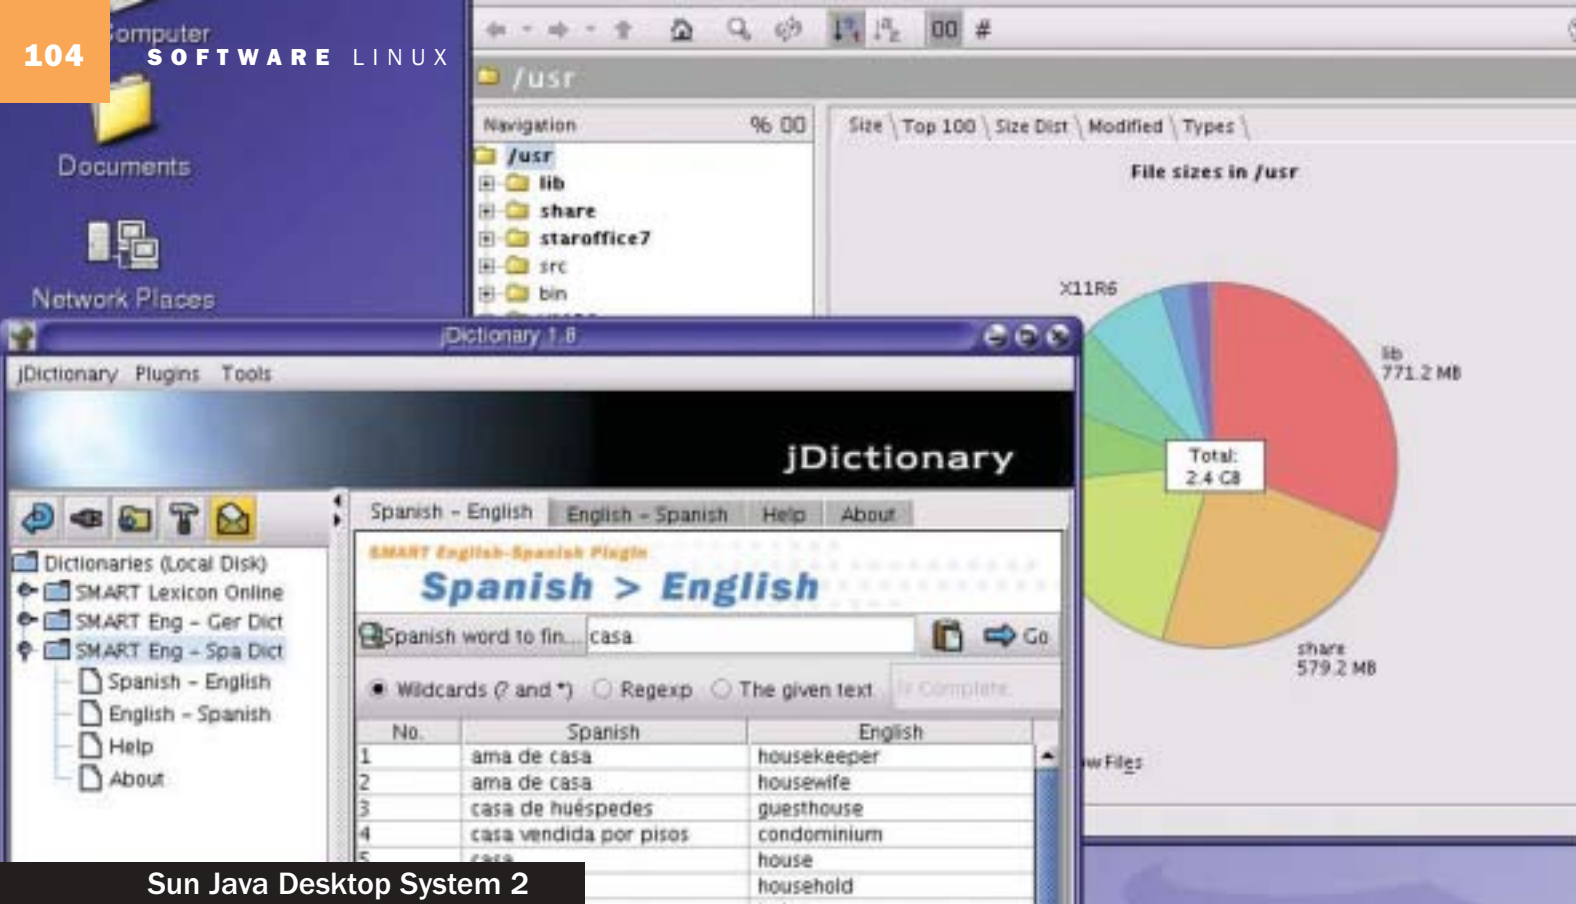 104
SOFTWARE LINUX
Computer
Documents
Network Places
00 #
/usr
Navigation % 00
/usr
lib
share
staroffice7
src
bin
Size Top 100 Size Dist Modified Types
File sizes in /usr
X11R6
lib
771.2 MB
Total:
2.4 GB
share
579.2 MB
w Files
jDictionary 1.8
jDictionary Plugins Tools
jDictionary
Dictionaries (Local Disk)
SMART Lexicon Online
SMART Eng - Ger Dict
SMART Eng - Spa Dict
Spanish - English
English - Spanish
Help
About
Spanish - English English - Spanish Help About
SMART English-Spanish Plugin
Spanish > English
Spanish word to fin... casa Go
Wildcards (? and *) Regexp The given text Complete
No. Spanish English
1 ama de casa housekeeper
2 ama de casa housewife
3 casa de huéspedes guesthouse
4 casa vendida por pisos condominium
5 casa house
household
Sun Java Desktop System 2